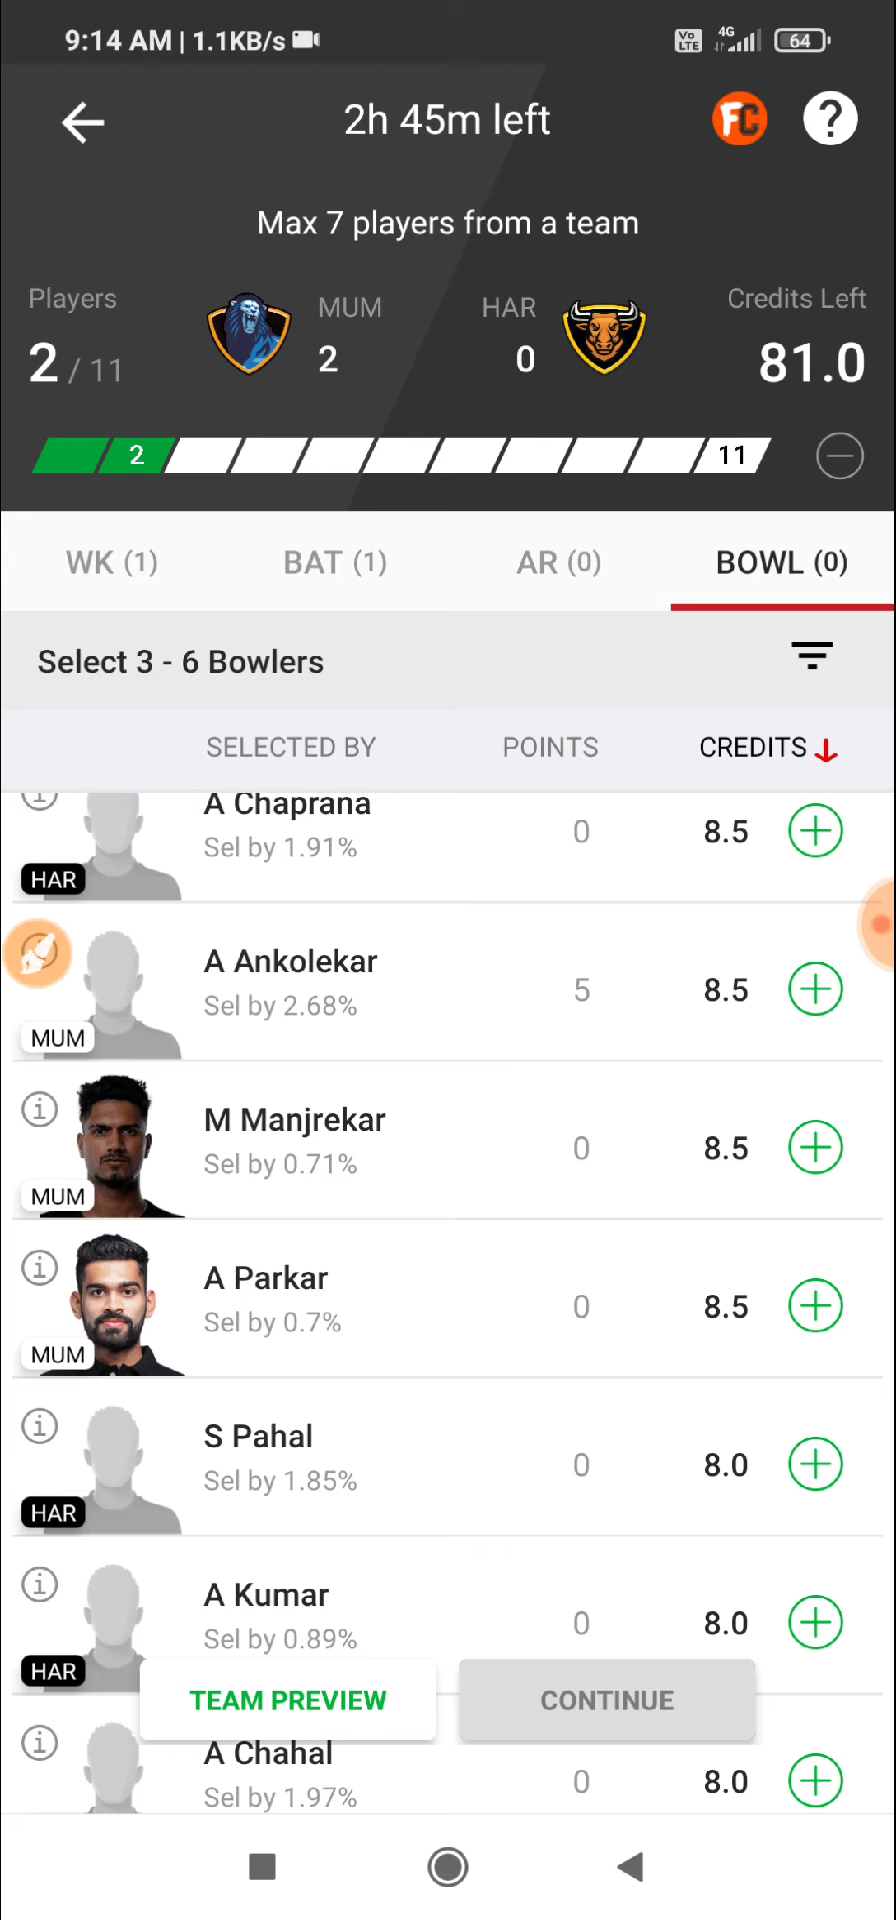 9:14 AM | 1.1KB/s
Vo LTE 4G 64
2h 45m left
FC ?
Max 7 players from a team
Players MUM HAR Credits Left
2 / 11 2 0 81.0
2 11
WK (1) BAT (1) AR (0) BOWL (0)
Select 3 - 6 Bowlers
SELECTED BY POINTS CREDITS
A Chaprana
Sel by 1.91% 0 8.5
HAR
A Ankolekar
Sel by 2.68% 5 8.5
MUM
M Manjrekar
Sel by 0.71% 0 8.5
MUM
A Parkar
Sel by 0.7% 0 8.5
MUM
S Pahal
Sel by 1.85% 0 8.0
HAR
A Kumar
Sel by 0.89% 0 8.0
HAR
TEAM PREVIEW CONTINUE
A Chahal
Sel by 1.97% 0 8.0